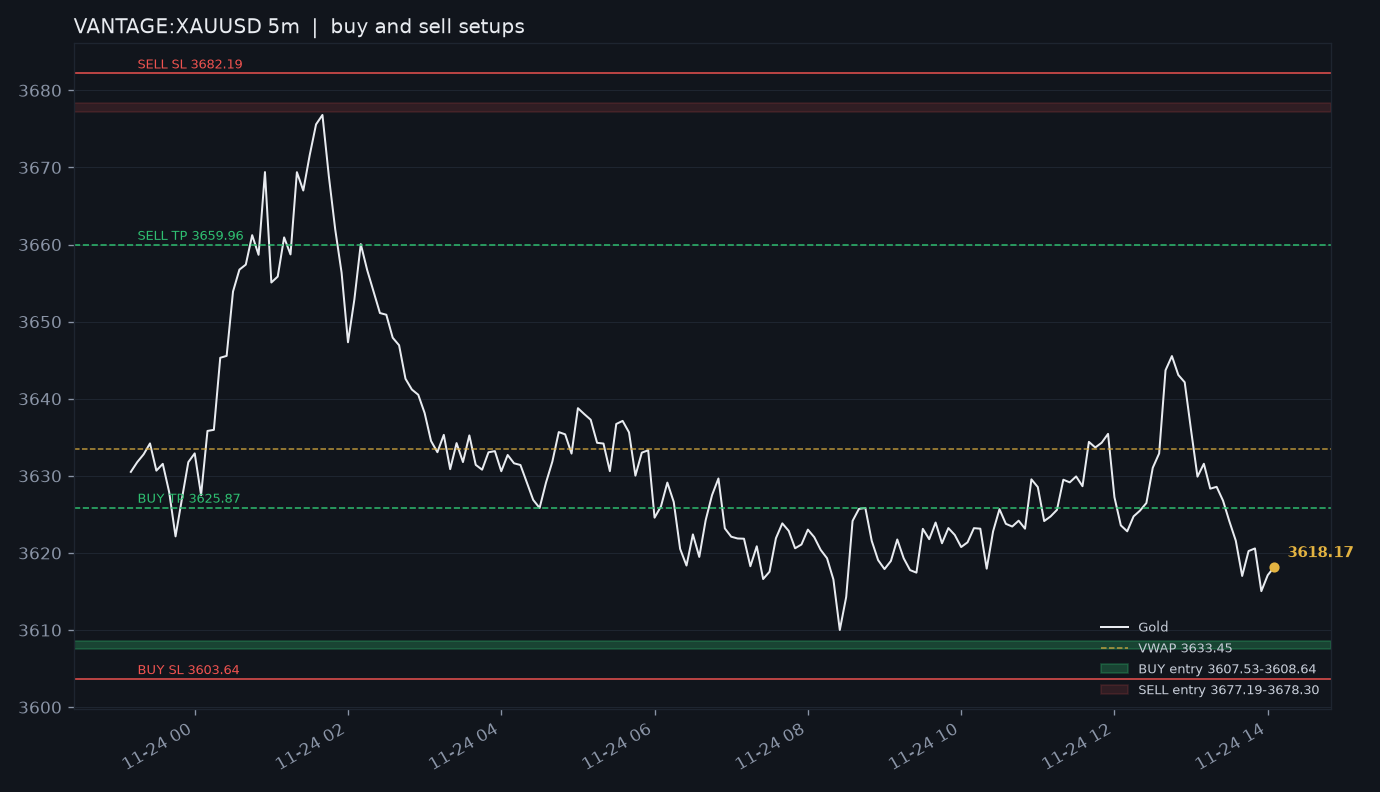 VANTAGE:XAUUSD 5m | buy and sell setups
SELL SL 3682.19
3680
3670
SELL TP 3659.96
3660
3650
3640
3630
BUY TP 3625.87
3620
3618.17
3610
Gold
VWAP 3633.45
BUY SL 3603.64
BUY entry 3607.53-3608.64
SELL entry 3677.19-3678.30
3600
11-24 00
11-24 02
11-24 04
11-24 06
11-24 08
11-24 10
11-24 12
11-24 14